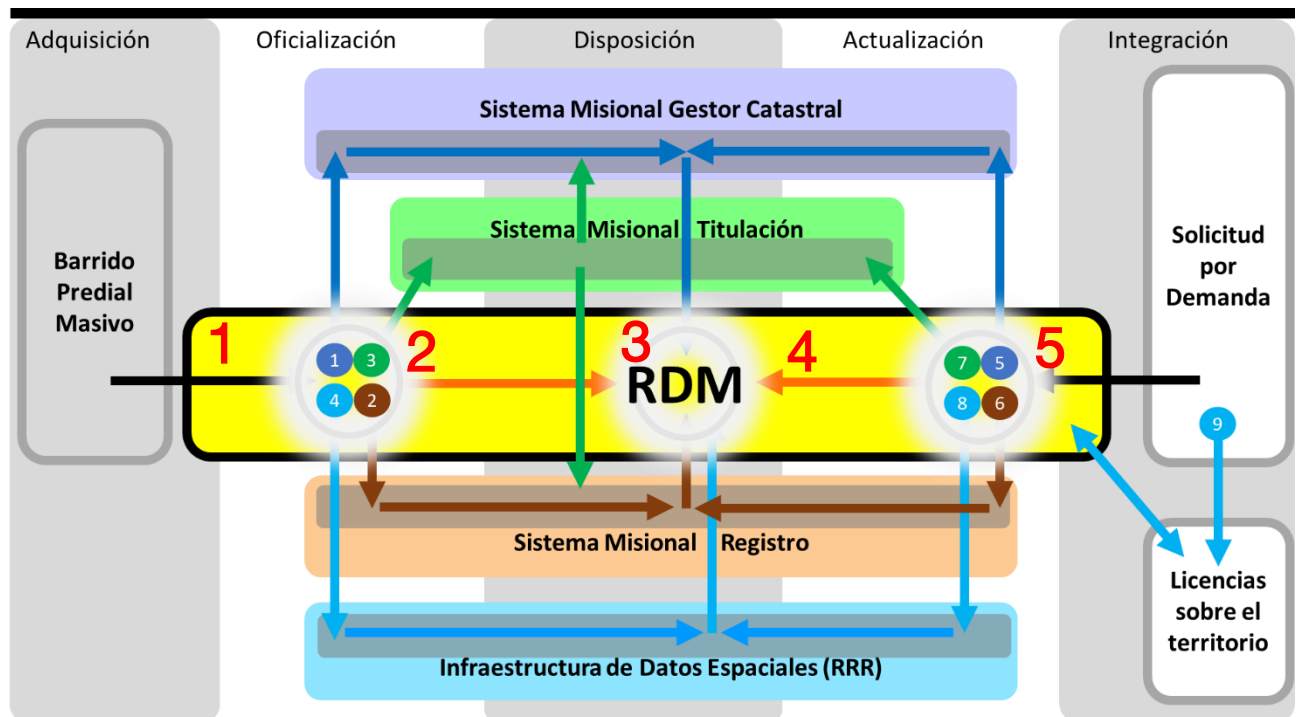 Adquisición
Oficialización
Disposición
Actualización
Integración
Sistema Misional Gestor Catastral
Sistema Misional Titulación
Barrido
Predial
Masivo
Solicitud
por
Demanda
1
2
3
4
5
1 3
4 2
RDM
7 5
8 6
9
Sistema Misional Registro
Licencias
sobre el
territorio
Infraestructura de Datos Espaciales (RRR)